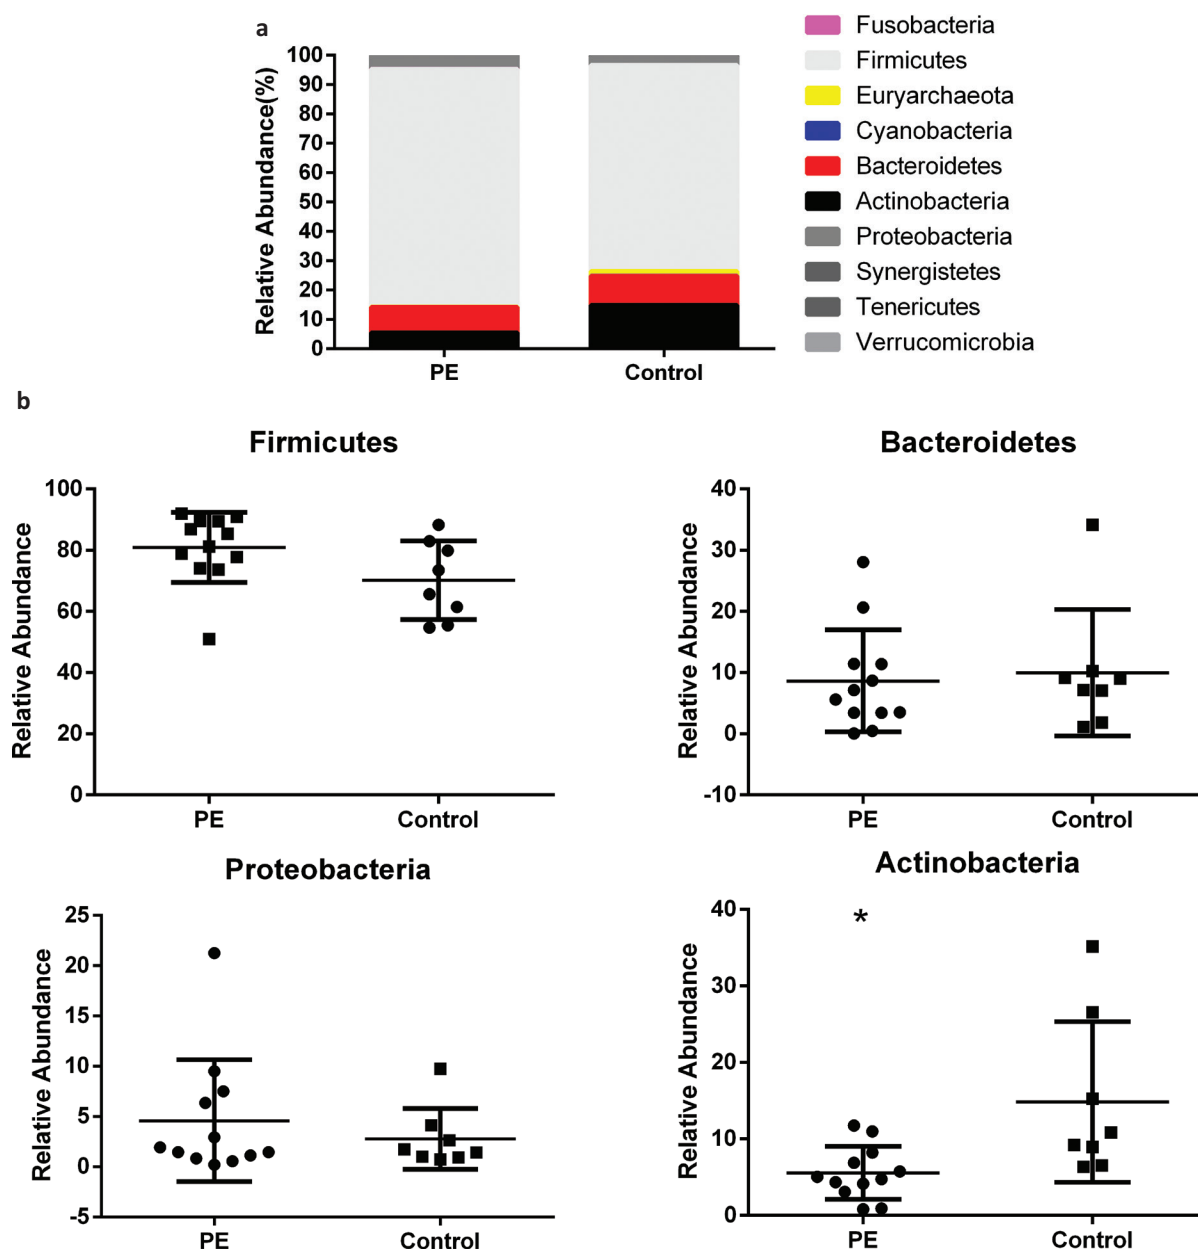 a
Relative Abundance(%)
100
90
80
70
60
50
40
30
20
10
0
PE Control
Fusobacteria
Firmicutes
Euryarchaeota
Cyanobacteria
Bacteroidetes
Actinobacteria
Proteobacteria
Synergistetes
Tenericutes
Verrucomicrobia
b
Firmicutes
Relative Abundance
100
80
60
40
20
0
PE Control
Bacteroidetes
Relative Abundance
40
30
20
10
0
-10
PE Control
Proteobacteria
Relative Abundance
25
20
15
10
5
0
-5
PE Control
Actinobacteria
Relative Abundance
40
30
20
10
0
*
PE Control